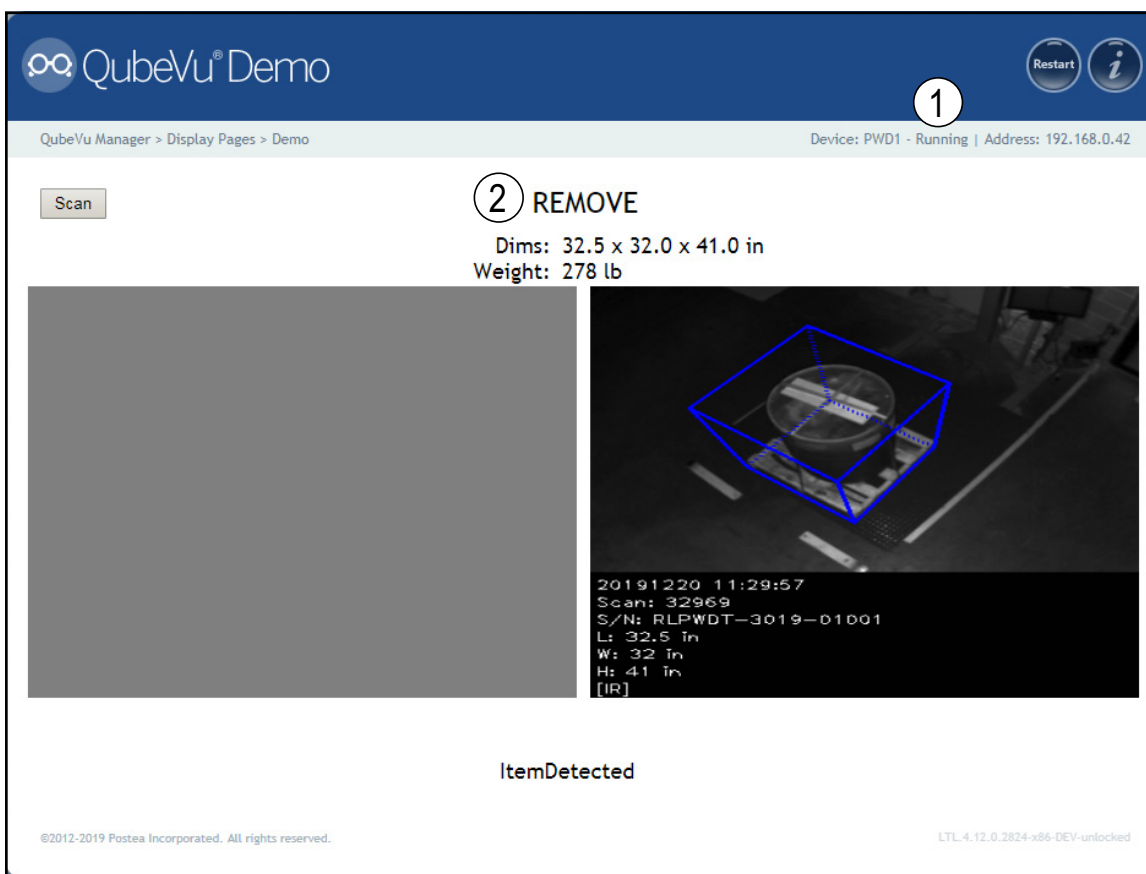 QubeVu® Demo
Restart
i
1
QubeVu Manager > Display Pages > Demo
Device: PWD1 - Running | Address: 192.168.0.42
Scan
2 REMOVE
Dims: 32.5 x 32.0 x 41.0 in
Weight: 278 lb
20191220 11:29:57
Scan: 32969
S/N: RLPWDT-3019-01001
L: 32.5 in
W: 32 in
H: 41 in
[IR]
ItemDetected
©2012-2019 Postea Incorporated. All rights reserved.
LTL.4.12.0.2824-x86-DEV-unlocked